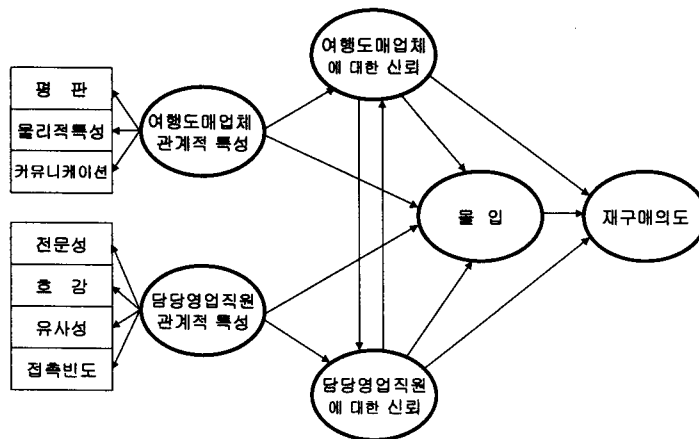 여행도매업체
에 대한 신뢰
평 판
물리적특성
커뮤니케이션
여행도매업체
관계적 특성
몰 입
재구매의도
전문성
호 감
유사성
접촉빈도
담당영업직원
관계적 특성
담당영업직원
에 대한 신뢰